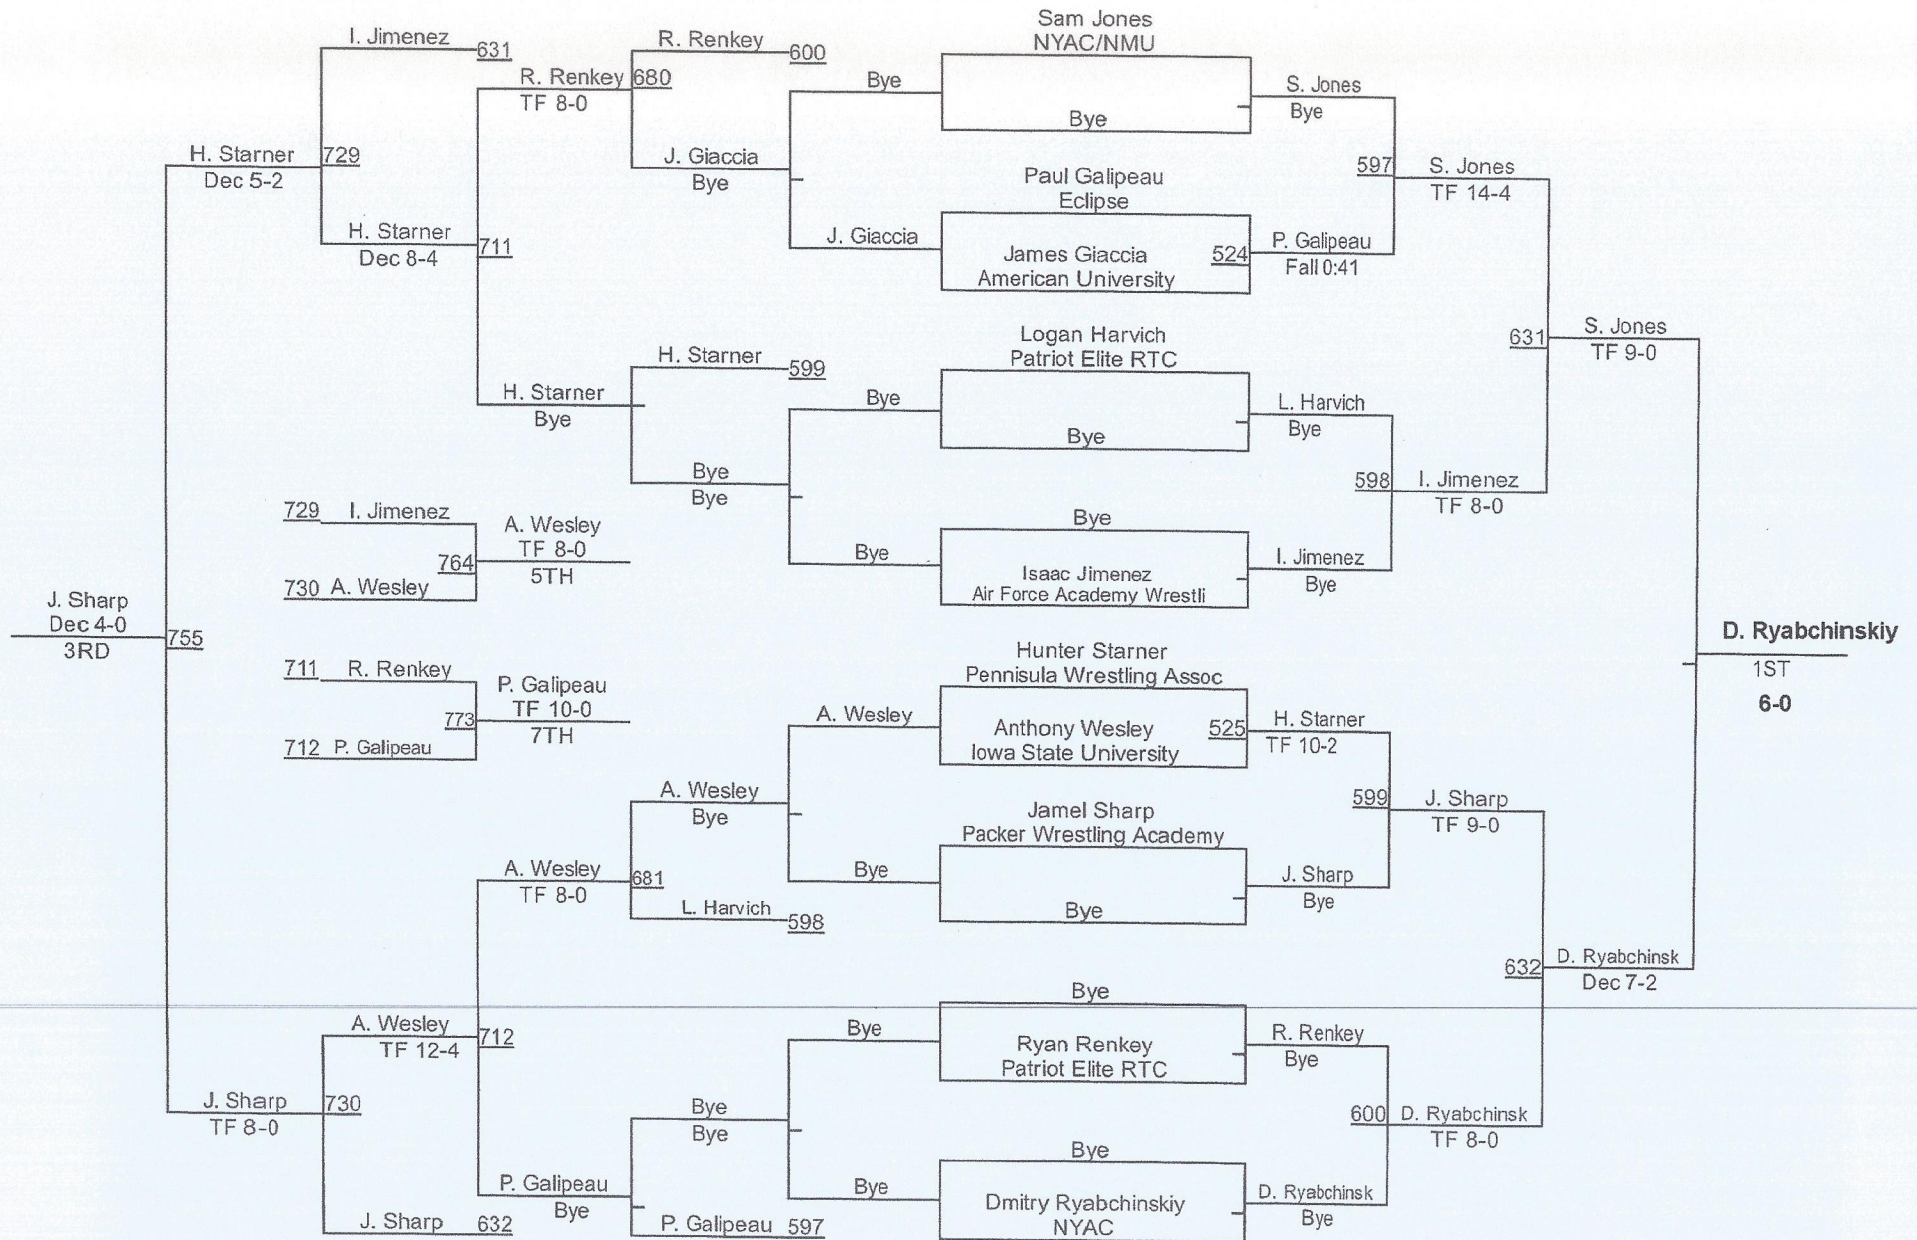 I. Jimenez
631
H. Starner
Dec 5-2
729
H. Starner
Dec 8-4
711
R. Renkey
TF 8-0
680
R. Renkey
600
J. Giaccia
Bye
Bye
J. Giaccia
H. Starner
Bye
H. Starner
599
Bye
Bye
Bye
Bye
729
I. Jimenez
764
730
A. Wesley
A. Wesley
TF 8-0
5TH
J. Sharp
Dec 4-0
3RD
755
711
R. Renkey
773
712
P. Galipeau
P. Galipeau
TF 10-0
7TH
A. Wesley
Bye
A. Wesley
Bye
A. Wesley
TF 8-0
681
L. Harvich
598
A. Wesley
TF 12-4
712
J. Sharp
TF 8-0
730
J. Sharp
632
P. Galipeau
Bye
Bye
Bye
P. Galipeau
597
Bye
Bye
Sam Jones
NYAC/NMU
Bye
S. Jones
Bye
Paul Galipeau
Eclipse
James Giaccia
American University
524
P. Galipeau
Fall 0:41
597
S. Jones
TF 14-4
Logan Harvich
Patriot Elite RTC
Bye
L. Harvich
Bye
Bye
Isaac Jimenez
Air Force Academy Wrestli
I. Jimenez
Bye
598
I. Jimenez
TF 8-0
631
S. Jones
TF 9-0
Hunter Starner
Pennisula Wrestling Assoc
Anthony Wesley
Iowa State University
525
H. Starner
TF 10-2
Jamel Sharp
Packer Wrestling Academy
Bye
J. Sharp
Bye
599
J. Sharp
TF 9-0
Bye
Ryan Renkey
Patriot Elite RTC
R. Renkey
Bye
Bye
Dmitry Ryabchinskiy
NYAC
D. Ryabchinsk
Bye
600
D. Ryabchinsk
TF 8-0
632
D. Ryabchinsk
Dec 7-2
D. Ryabchinskiy
1ST
6-0